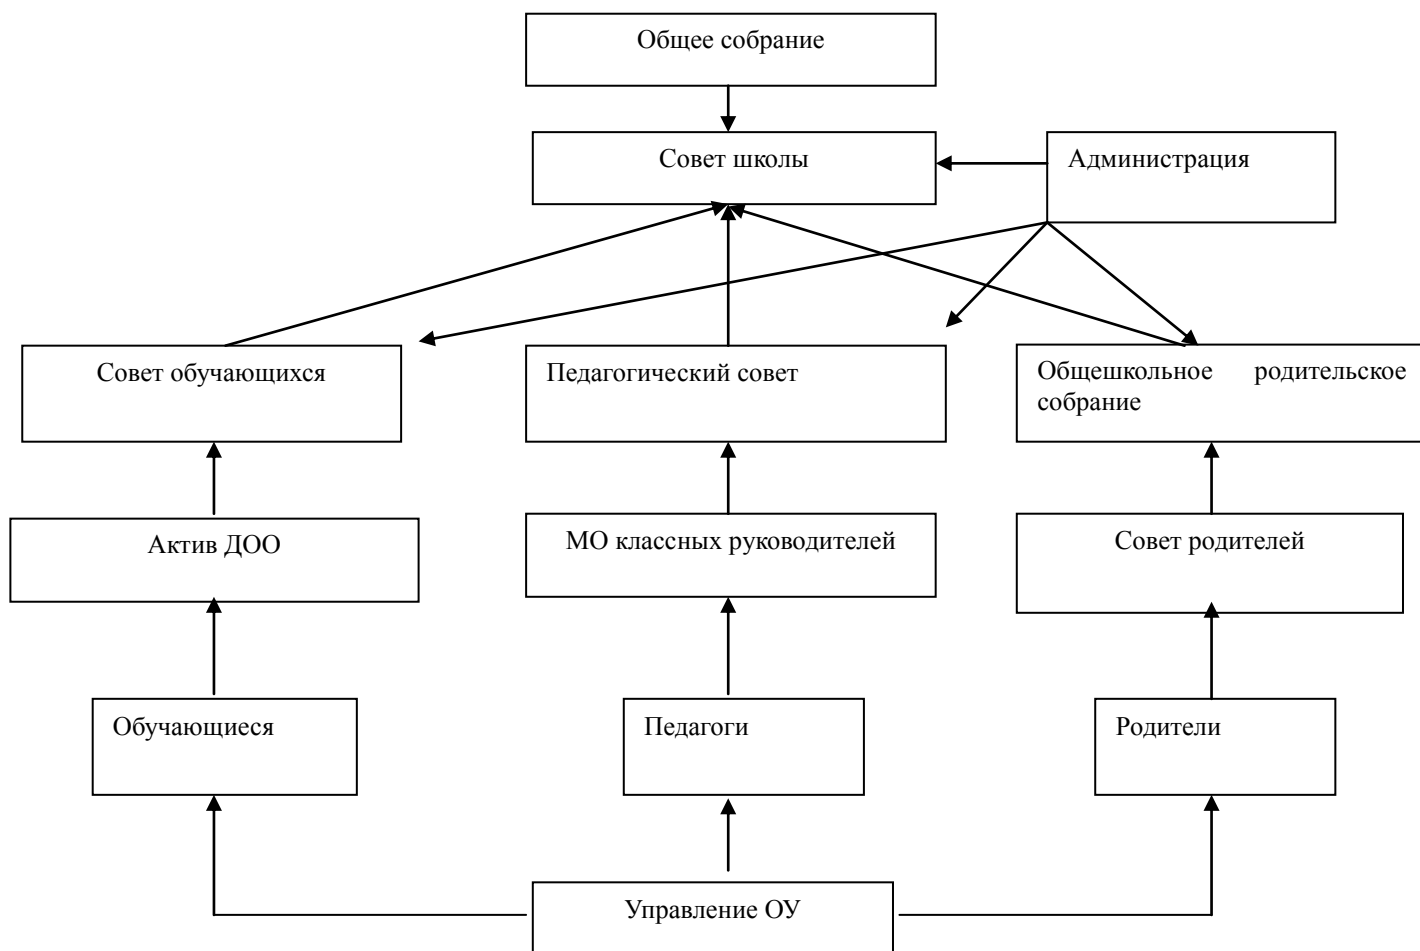 Общее собрание
Совет школы
Администрация
Совет обучающихся
Педагогический совет
Общешкольное родительское
собрание
Актив ДОО
МО классных руководителей
Совет родителей
Обучающиеся
Педагоги
Родители
Управление ОУ